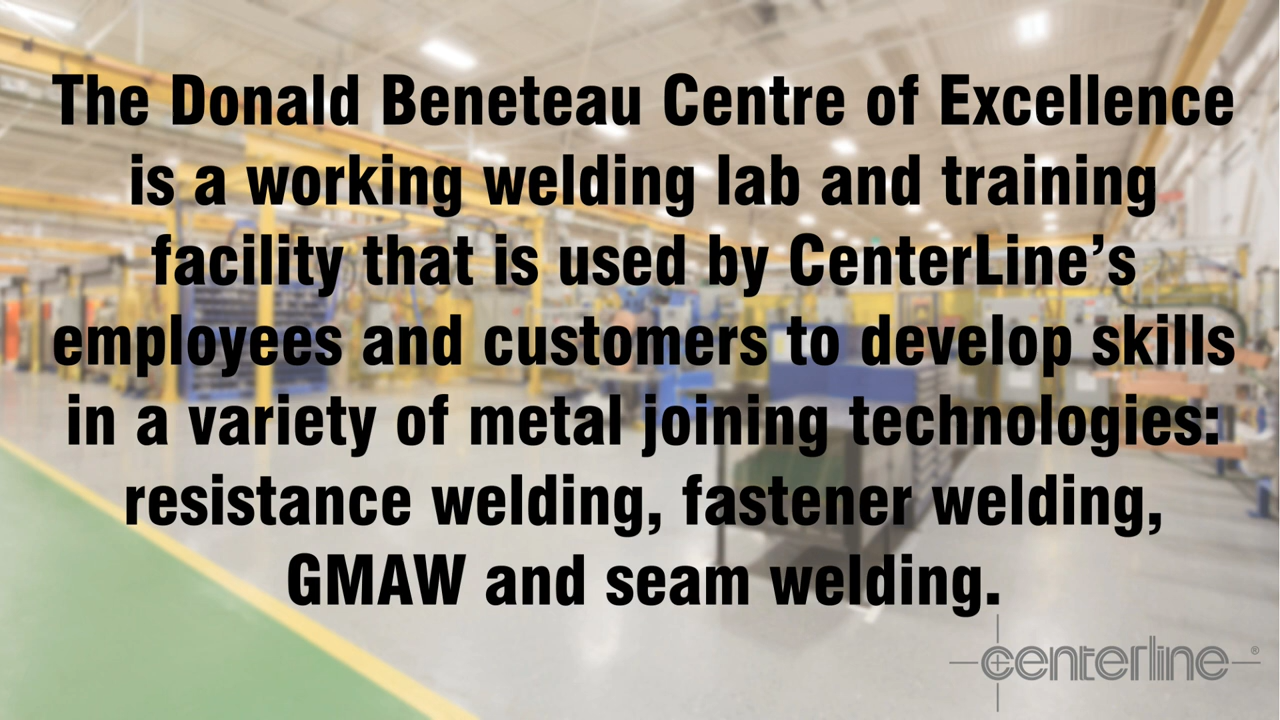 The Donald Beneteau Centre of Excellence
is a working welding lab and training
facility that is used by CenterLine’s
employees and customers to develop skills
in a variety of metal joining technologies:
resistance welding, fastener welding,
GMAW and seam welding.
centerline®